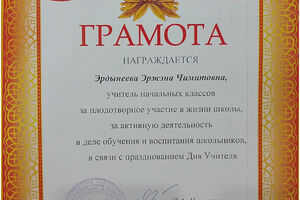 ГРАМОТА
НАГРАЖДАЕТСЯ
Эрдынеева Эржэна Чимитовна,
учитель начальных классов
за плодотворное участие в жизни школы,
за активную деятельность
в деле обучения и воспитания школьников,
в связи с празднованием Дня Учителя